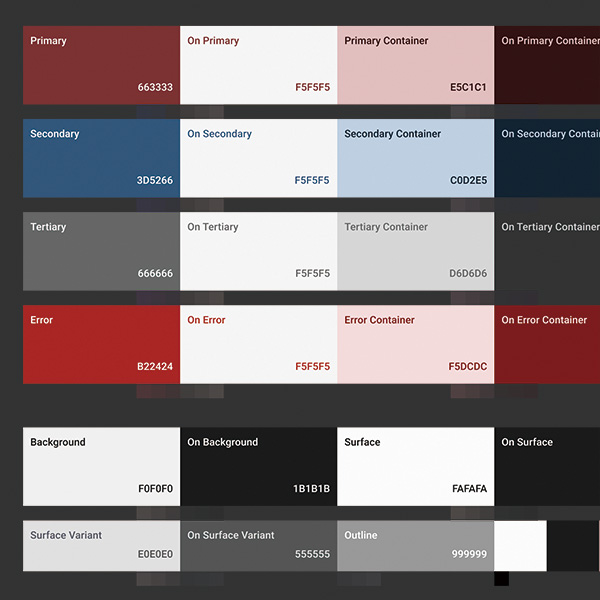 Primary
663333
On Primary
F5F5F5
Primary Container
E5C1C1
On Primary Container
Secondary
3D5266
On Secondary
F5F5F5
Secondary Container
C0D2E5
On Secondary Contai
Tertiary
666666
On Tertiary
F5F5F5
Tertiary Container
D6D6D6
On Tertiary Container
Error
B22424
On Error
F5F5F5
Error Container
F5DCDC
On Error Container
Background
F0F0F0
On Background
1B1B1B
Surface
FAFAFA
On Surface
Surface Variant
E0E0E0
On Surface Variant
555555
Outline
999999